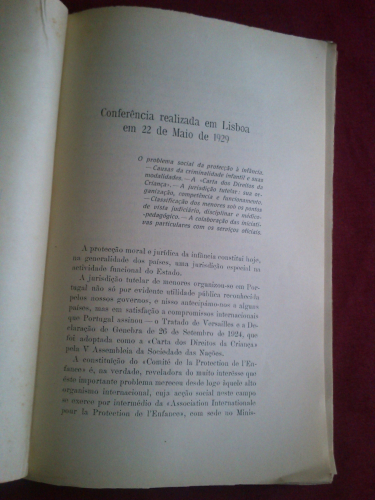 Conferência realizada em Lisboa
em 22 de Maio de 1929
O problema social da protecção à infância.
—Causas da criminalidade infantil e suas
modalidades.— A «Carta dos Direitos da
Criança».— A jurisdição tutelar: sua or-
ganização, competência e funcionamento.
—Classificação dos menores sob o ponto
de vista judiciário, disciplinar e médico-
-pedagógico.— A colaboração das iniciati-
vas particulares com os serviços oficiais.
A protecção moral e jurídica da infância constitui hoje,
na generalidade dos países, uma jurisdição especial na
actividade funcional do Estado.
A jurisdição tutelar de menores organizou-se em Por-
tugal não só por evidente utilidade pública reconhecida
pelos nossos governos, e nisso antecipámo-nos a alguns
países, mas em satisfação a compromissos internacionais
que Portugal assinou — o Tratado de Versailles e a De-
claração de Genebra de 26 de Setembro de 1924, que
foi adoptada como a «Carta dos Direitos da Criança»
pela V Assembleia da Sociedade das Nações.
A constituição do «Comité de la Protection de l'En-
fance» é, na verdade, reveladora do muito interêsse que
êste importante problema mereceu desde logo àquele alto
organismo internacional, cuja acção social neste campo
se exerce por intermédio da «Association Internationale
pour la Protection de l'Enfance», com sede no Minis-